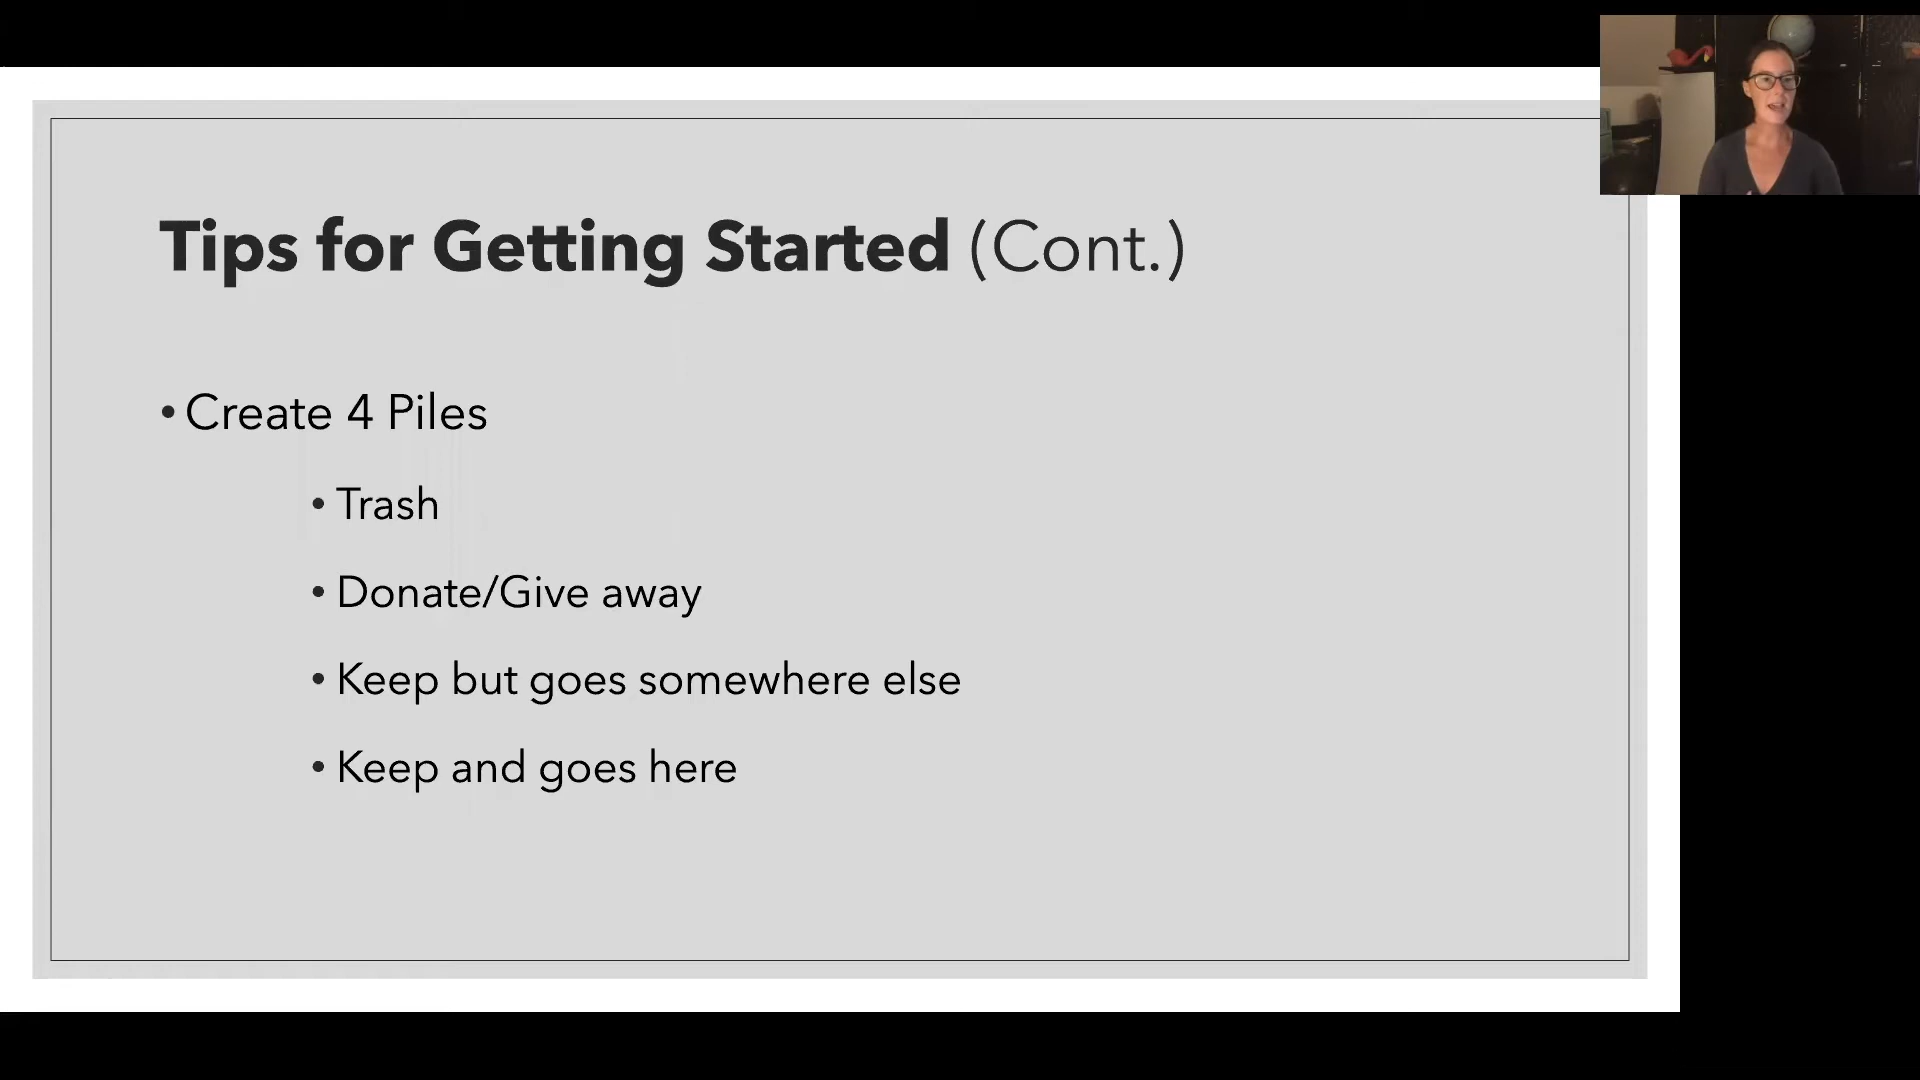 Tips for Getting Started (Cont.)
• Create 4 Piles
• Trash
• Donate/Give away
• Keep but goes somewhere else
• Keep and goes here